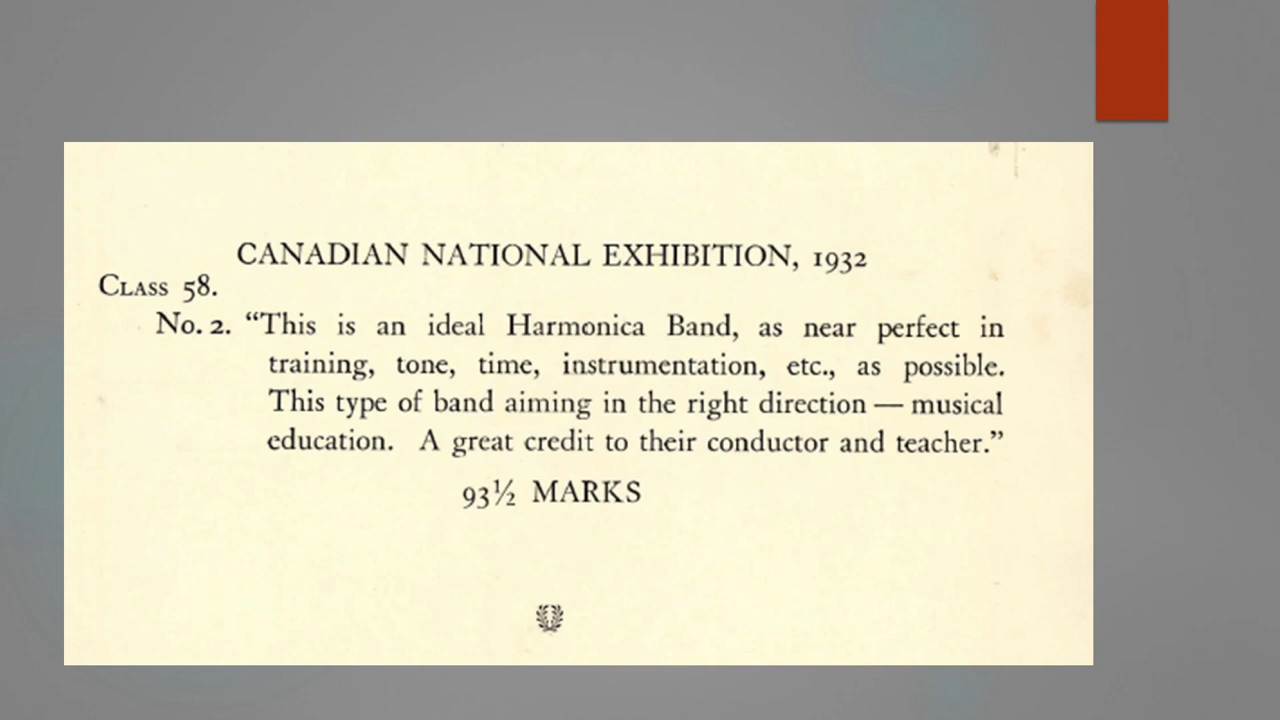 CANADIAN NATIONAL EXHIBITION, 1932
CLASS 58.
No. 2. “This is an ideal Harmonica Band, as near perfect in
training, tone, time, instrumentation, etc., as possible.
This type of band aiming in the right direction — musical
education. A great credit to their conductor and teacher.”
93½ MARKS